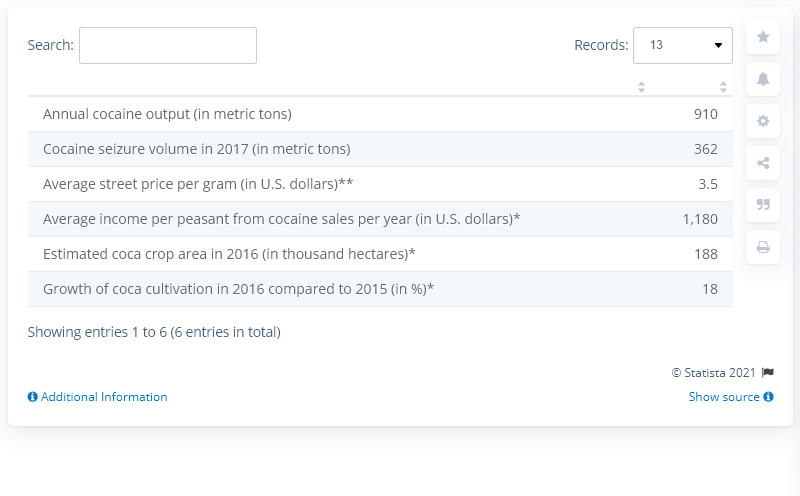 Search:
Records: 13
Annual cocaine output (in metric tons) 910
Cocaine seizure volume in 2017 (in metric tons) 362
Average street price per gram (in U.S. dollars)** 3.5
Average income per peasant from cocaine sales per year (in U.S. dollars)* 1,180
Estimated coca crop area in 2016 (in thousand hectares)* 188
Growth of coca cultivation in 2016 compared to 2015 (in %)* 18
Showing entries 1 to 6 (6 entries in total)
© Statista 2021
Additional Information
Show source